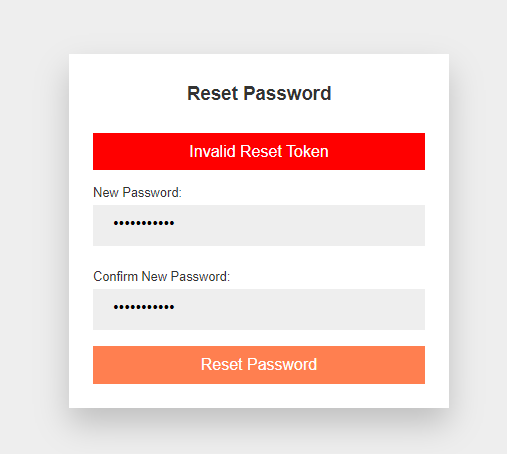 Reset Password
Invalid Reset Token
New Password:
•••••••••••
Confirm New Password:
•••••••••••
Reset Password